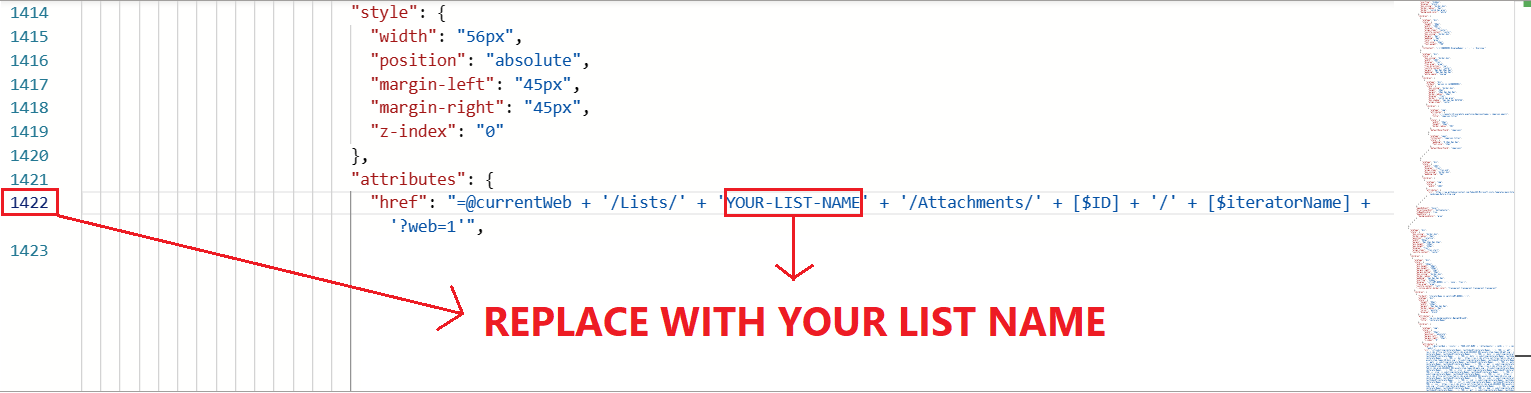 1414 "style": {
1415 "width": "56px",
1416 "position": "absolute",
1417 "margin-left": "45px",
1418 "margin-right": "45px",
1419 "z-index": "0"
1420 },
1421 "attributes": {
1422 "href": "=@currentWeb + '/Lists/' + 'YOUR-LIST-NAME' + '/Attachments/' + [$ID] + '/' + [$iteratorName] +
'?web=1'",
1423
REPLACE WITH YOUR LIST NAME